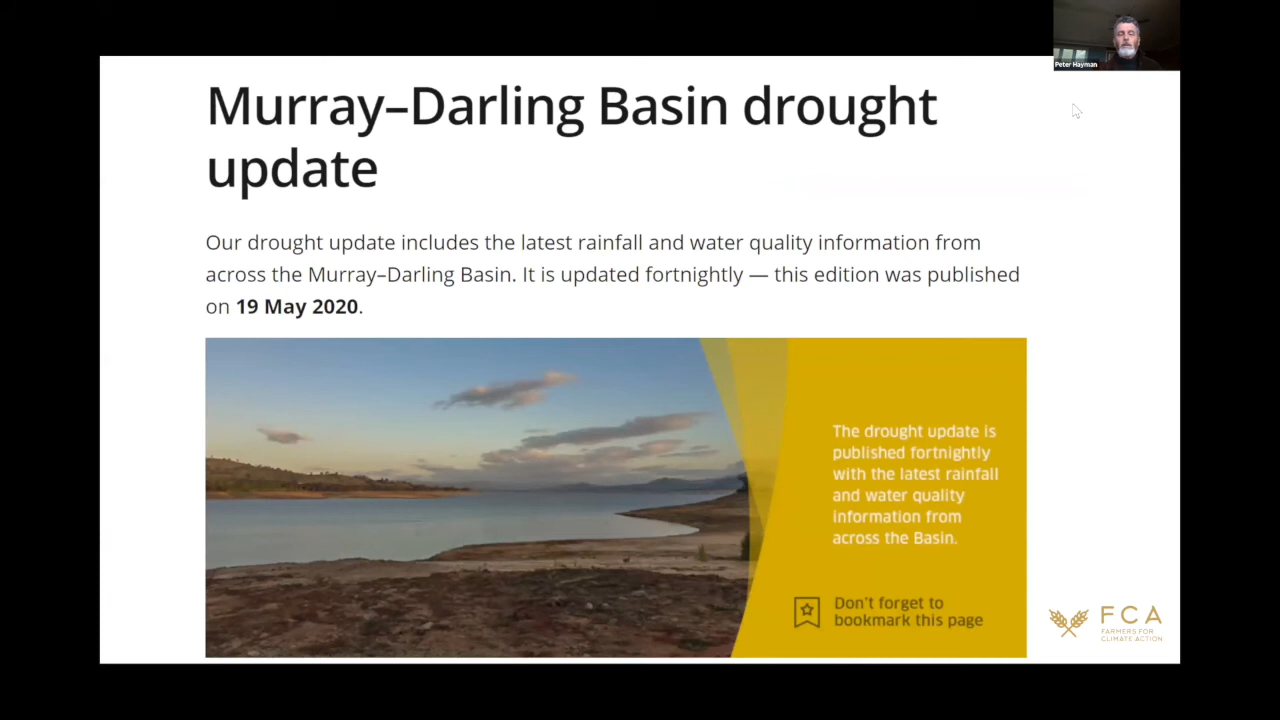 Peter Hayman
Murray–Darling Basin drought
update
Our drought update includes the latest rainfall and water quality information from
across the Murray–Darling Basin. It is updated fortnightly — this edition was published
on 19 May 2020.
The drought update is
published fortnightly
with the latest rainfall
and water quality
information from
across the Basin.
Don't forget to
bookmark this page
FCA
FARMERS FOR
CLIMATE ACTION